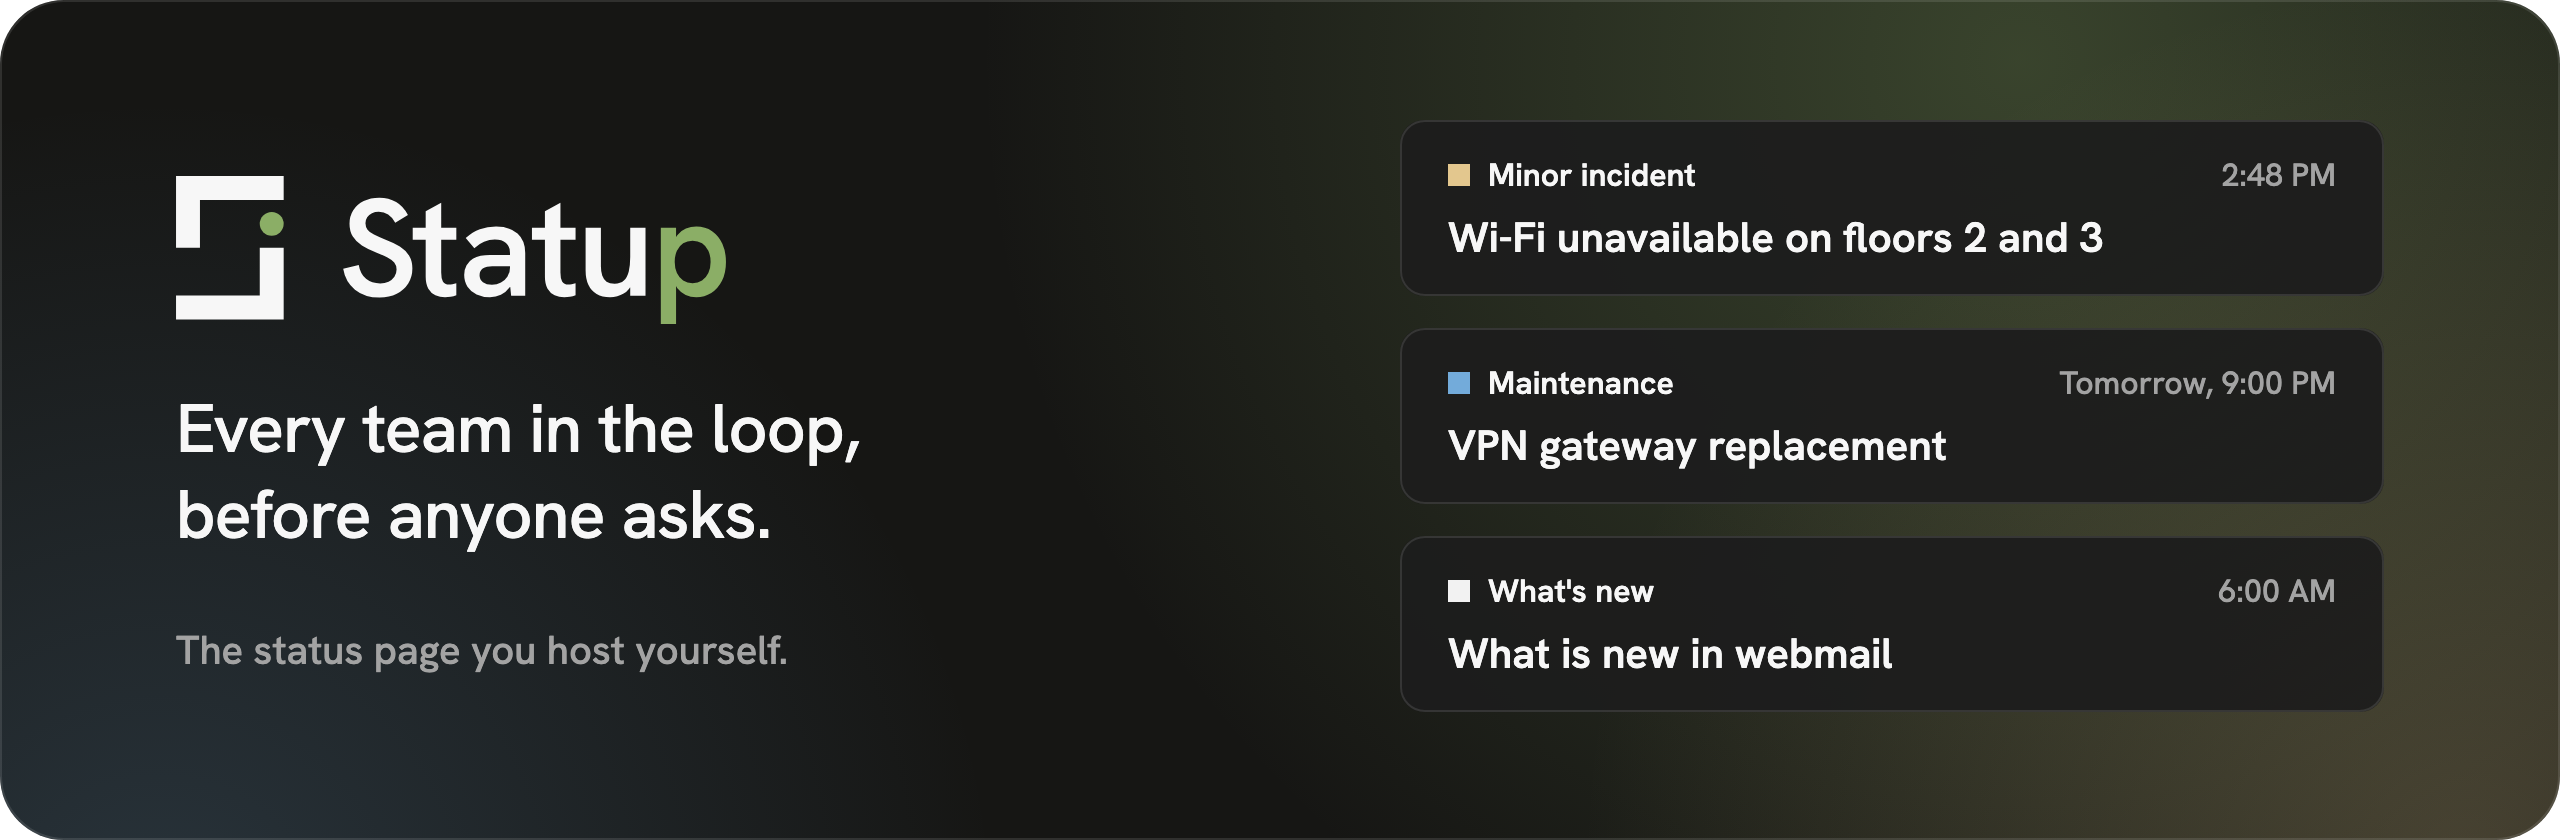 Statup
Every team in the loop,
before anyone asks.
The status page you host yourself.
Minor incident 2:48 PM
Wi-Fi unavailable on floors 2 and 3
Maintenance Tomorrow, 9:00 PM
VPN gateway replacement
What's new 6:00 AM
What is new in webmail